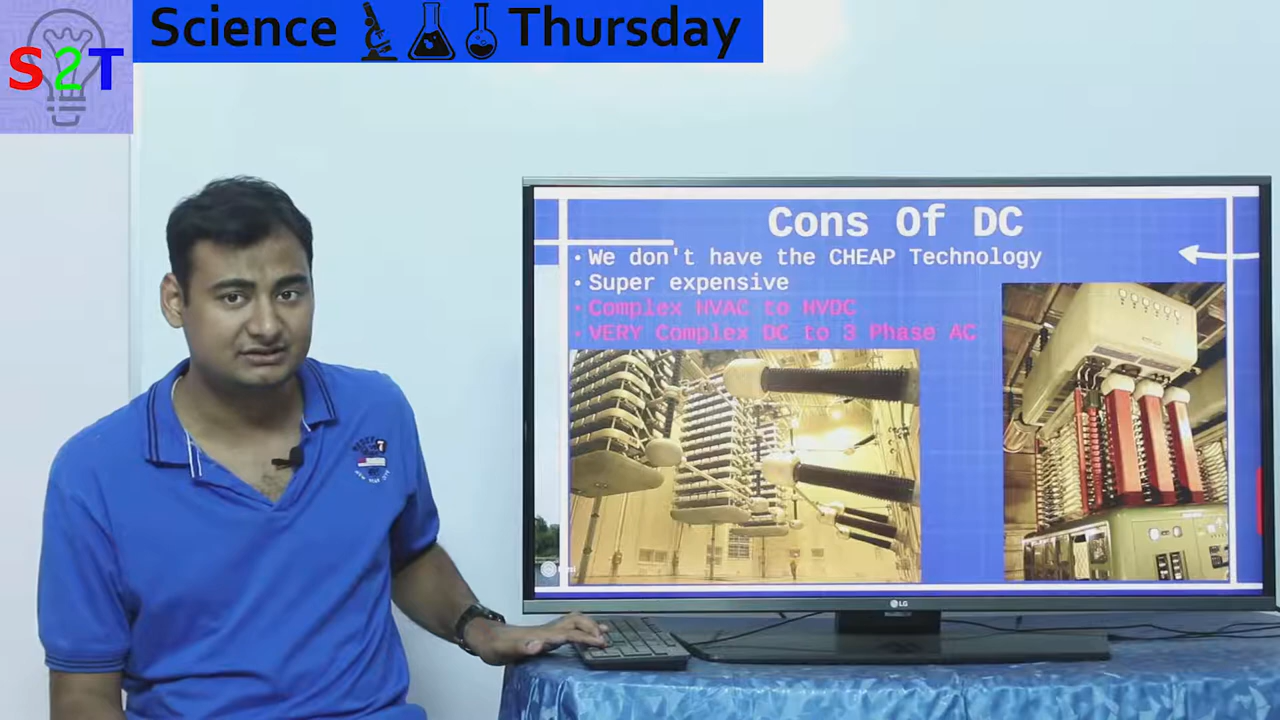 Science Thursday
S2T
Cons Of DC
• We don't have the CHEAP Technology
• Super expensive
• Complex HVAC to HVDC
• VERY Complex DC to 3 Phase AC
LG